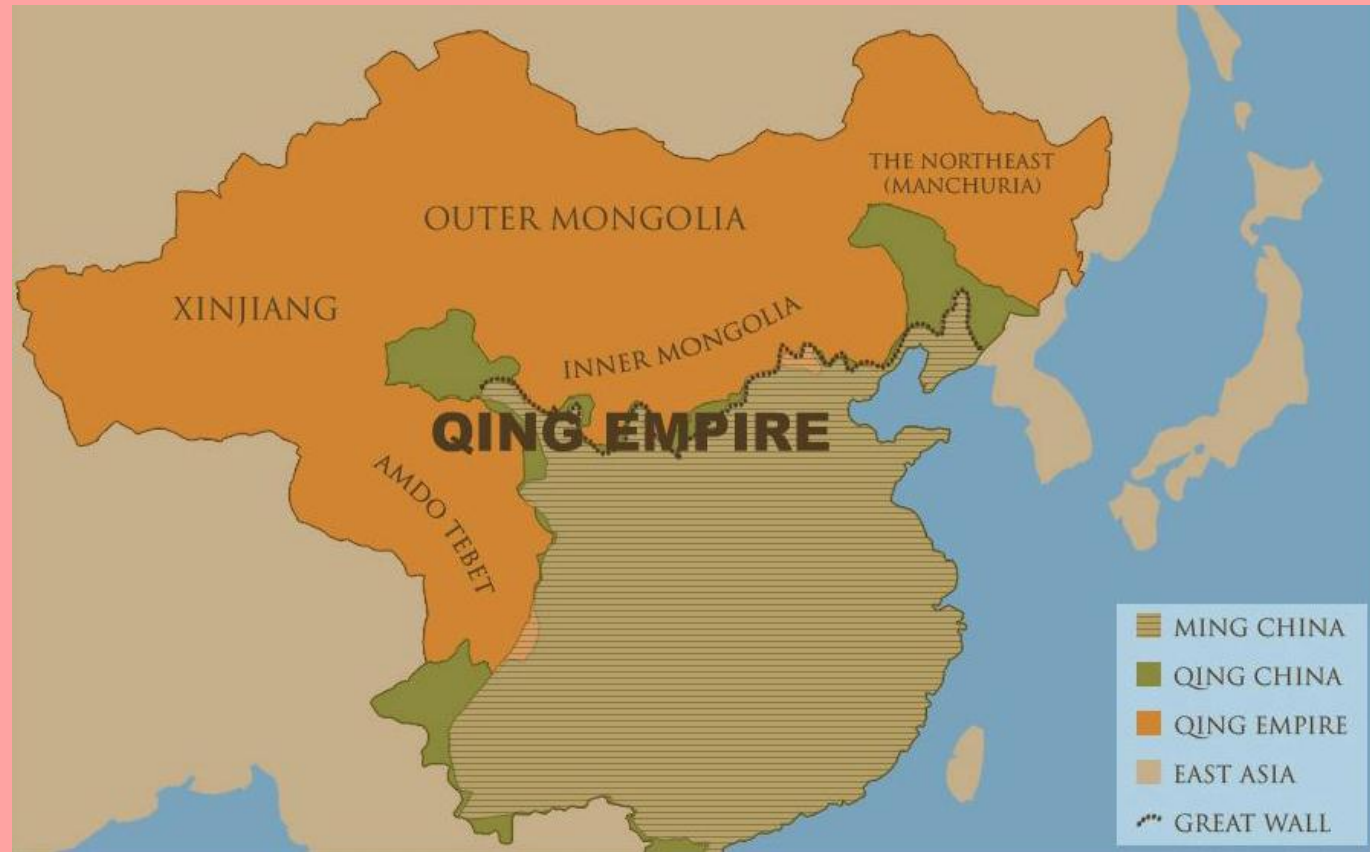 THE NORTHEAST
(MANCHURIA)
OUTER MONGOLIA
XINJIANG
INNER MONGOLIA
QING EMPIRE
AMDO TEBET
MING CHINA
QING CHINA
QING EMPIRE
EAST ASIA
GREAT WALL